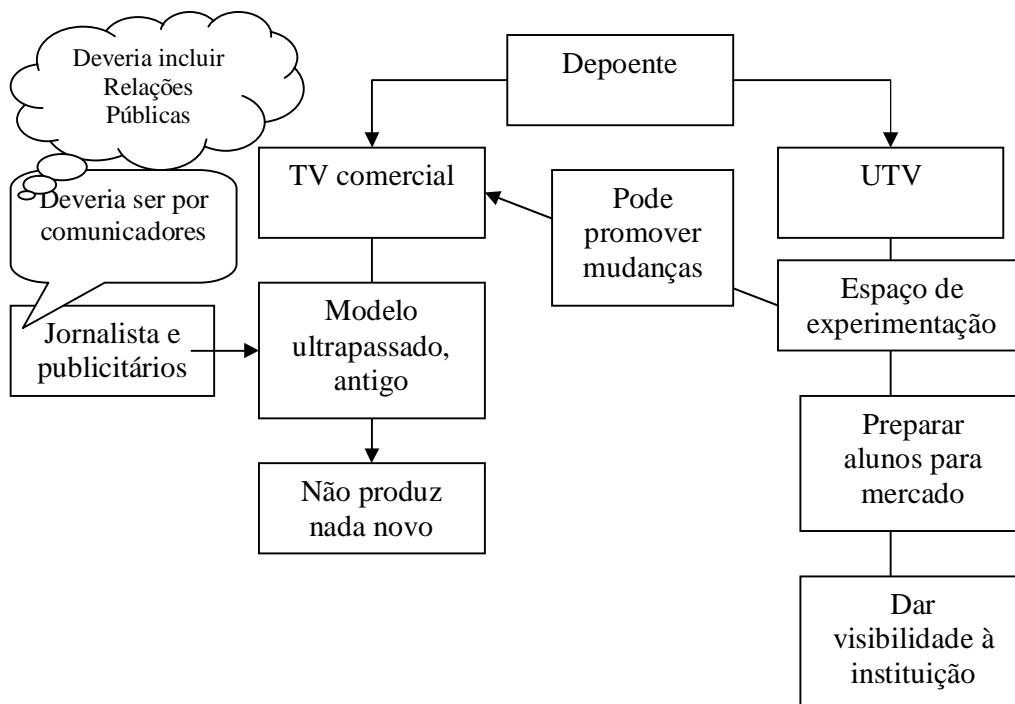 Deveria incluir
Relações
Públicas
Depoente
TV comercial
UTV
Deveria ser por
comunicadores
Pode
promover
mudanças
Espaço de
experimentação
Jornalista e
publicitários
Modelo
ultrapassado,
antigo
Preparar
alunos para
mercado
Não produz
nada novo
Dar
visibilidade à
instituição